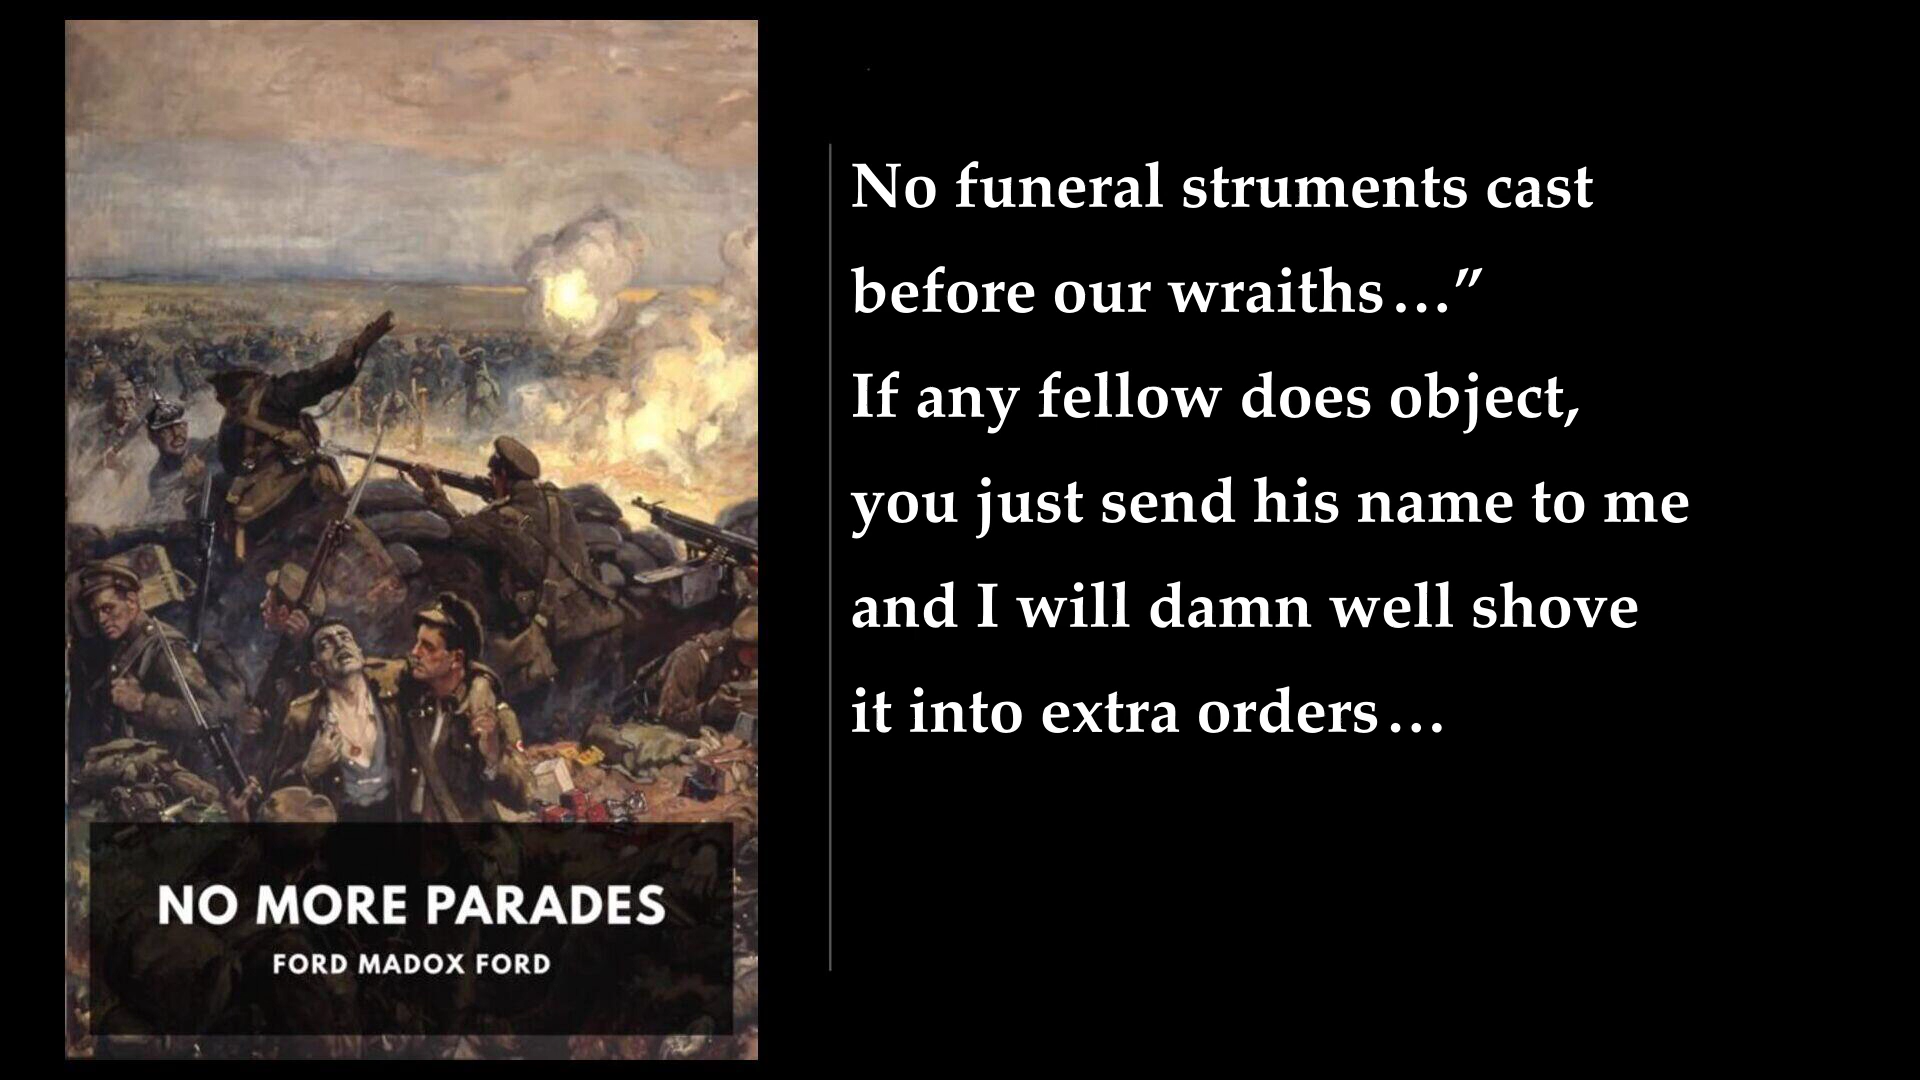 No funeral struments cast
before our wraiths…”
If any fellow does object,
you just send his name to me
and I will damn well shove
it into extra orders…
NO MORE PARADES
FORD MADOX FORD